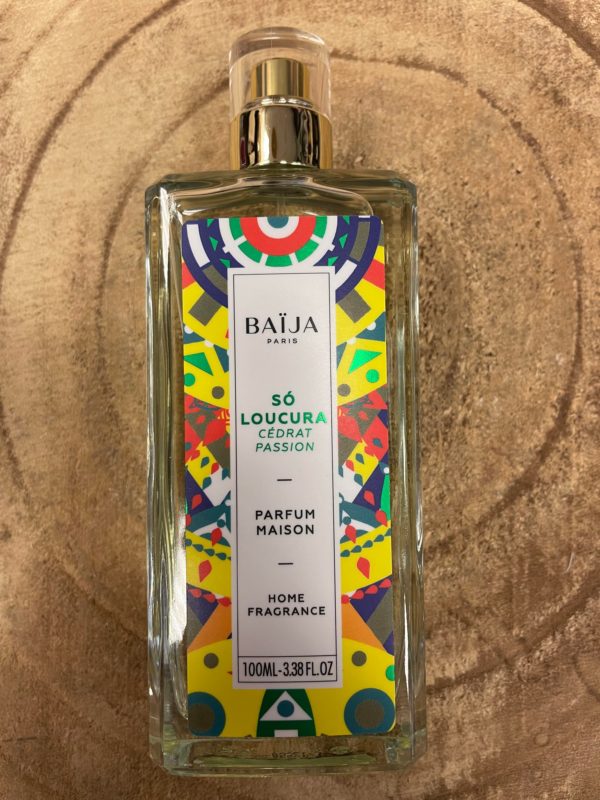 BAÏJA
PARIS
SÓ
LOUCURA
CÉDRAT
PASSION
PARFUM
MAISON
HOME
FRAGRANCE
100ML-3.38 FL.OZ